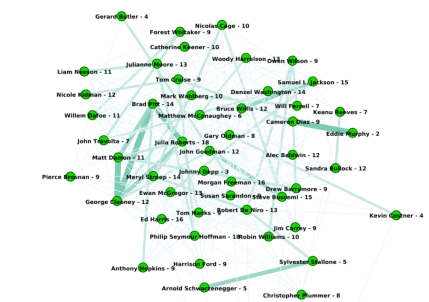 Gerard Butler - 4
Nicolas Cage - 10
Forest Whitaker - 9
Catherine Keener - 10
Woody Harrelson - 13
Owen Wilson - 9
Julianne Moore - 13
Liam Neeson - 11
Tom Cruise - 9
Samuel L. Jackson - 15
Nicole Kidman - 12
Mark Wahlberg - 10
Denzel Washington - 14
Brad Pitt - 14
Bruce Willis - 12
Will Ferrell - 7
Keanu Reeves - 7
Willem Dafoe - 11
Matthew McConaughey - 6
Cameron Diaz - 9
Eddie Murphy - 2
John Travolta - 7
Julia Roberts - 18
Gary Oldman - 8
John Goodman - 12
Alec Baldwin - 12
Matt Damon - 11
Sandra Bullock - 12
Pierce Brosnan - 9
Meryl Streep - 14
Johnny Depp - 3
Morgan Freeman - 16
Ewan McGregor - 13
Susan Sarandon - 9
Drew Barrymore - 9
Steve Buscemi - 15
George Clooney - 12
Ed Harris - 16
Tom Hanks - 9
Robert De Niro - 13
Kevin Costner - 4
Jim Carrey - 9
Philip Seymour Hoffman - 18
Robin Williams - 10
Anthony Hopkins - 9
Harrison Ford - 9
Sylvester Stallone - 5
Arnold Schwarzenegger - 5
Christopher Plummer - 8